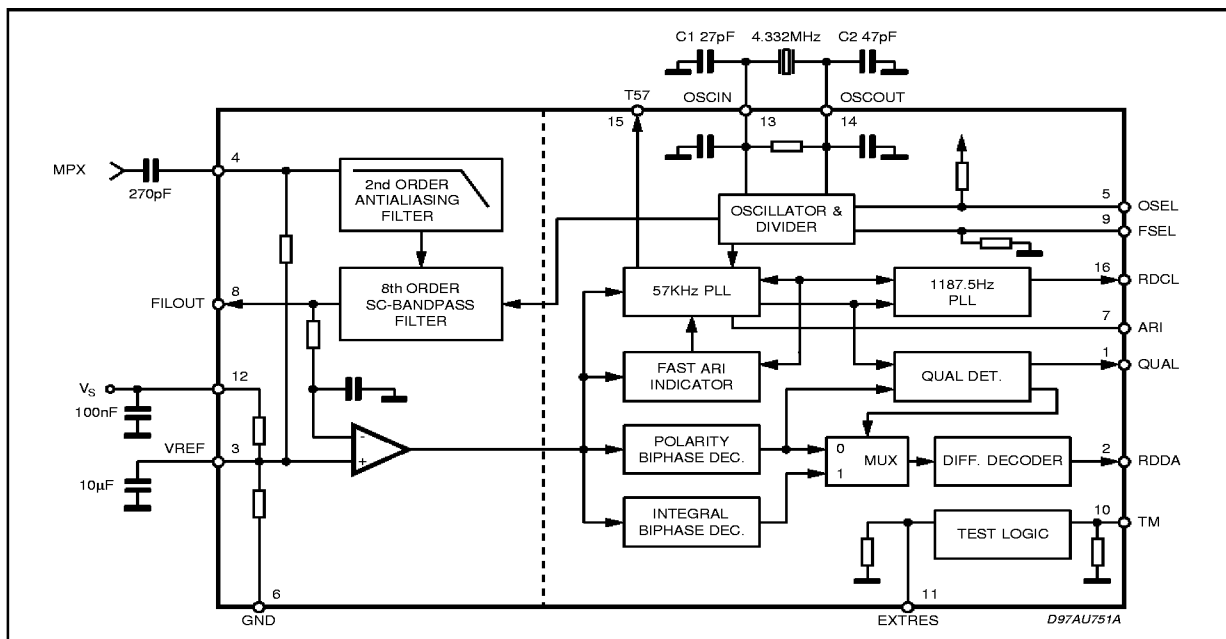 C1 27pF 4.332MHz C2 47pF
T57 OSCIN OSCOUT
15 13 14
MPX
270pF
4
2nd ORDER
ANTIALIASING
FILTER
OSCILLATOR &
DIVIDER
5 OSEL
9 FSEL
FILOUT
8
8th ORDER
SC-BANDPASS
FILTER
57KHz PLL
1187.5Hz
PLL
16 RDCL
7 ARI
FAST ARI
INDICATOR
QUAL DET.
1 QUAL
VS
12
100nF
VREF
3
10µF
-
+
POLARITY
BIPHASE DEC.
0
1
MUX
DIFF. DECODER
2 RDDA
INTEGRAL
BIPHASE DEC.
TEST LOGIC
10 TM
6
GND
11
EXTRES
D97AU751A